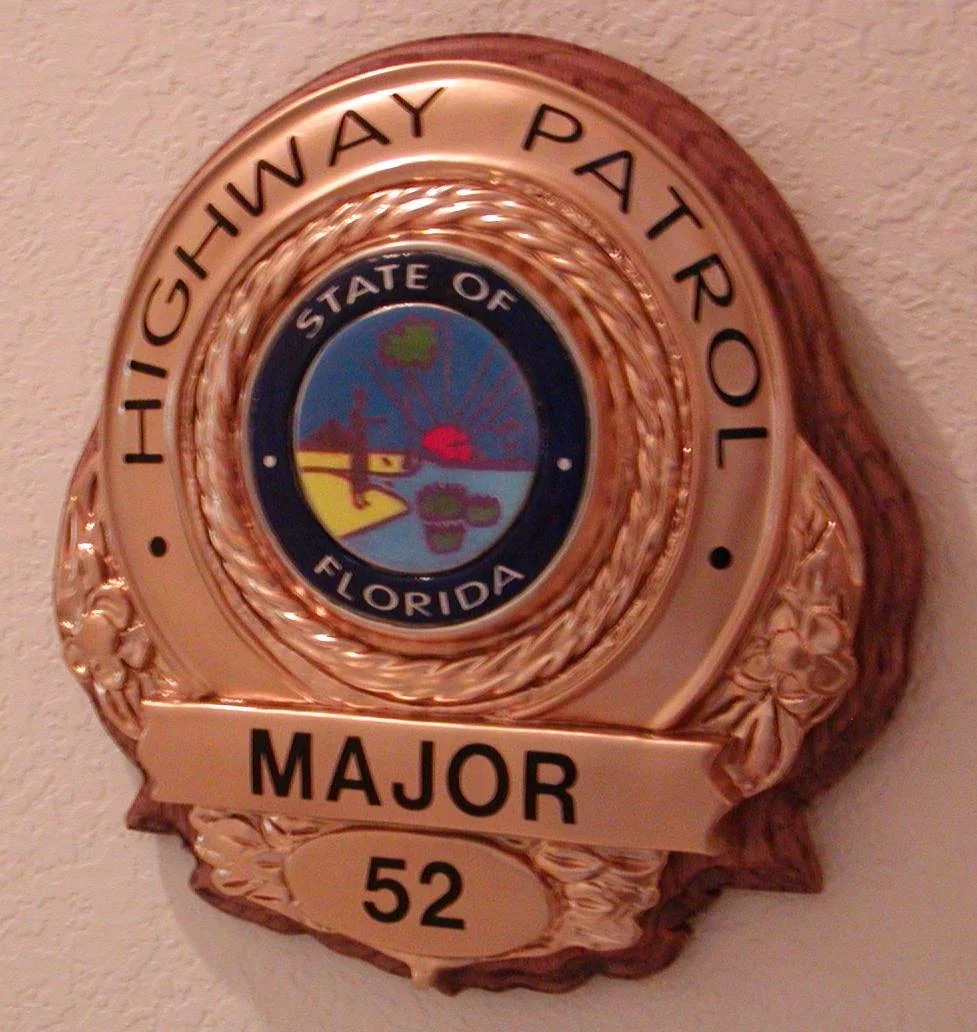 HIGHWAY PATROL
STATE OF
FLORIDA
MAJOR
52